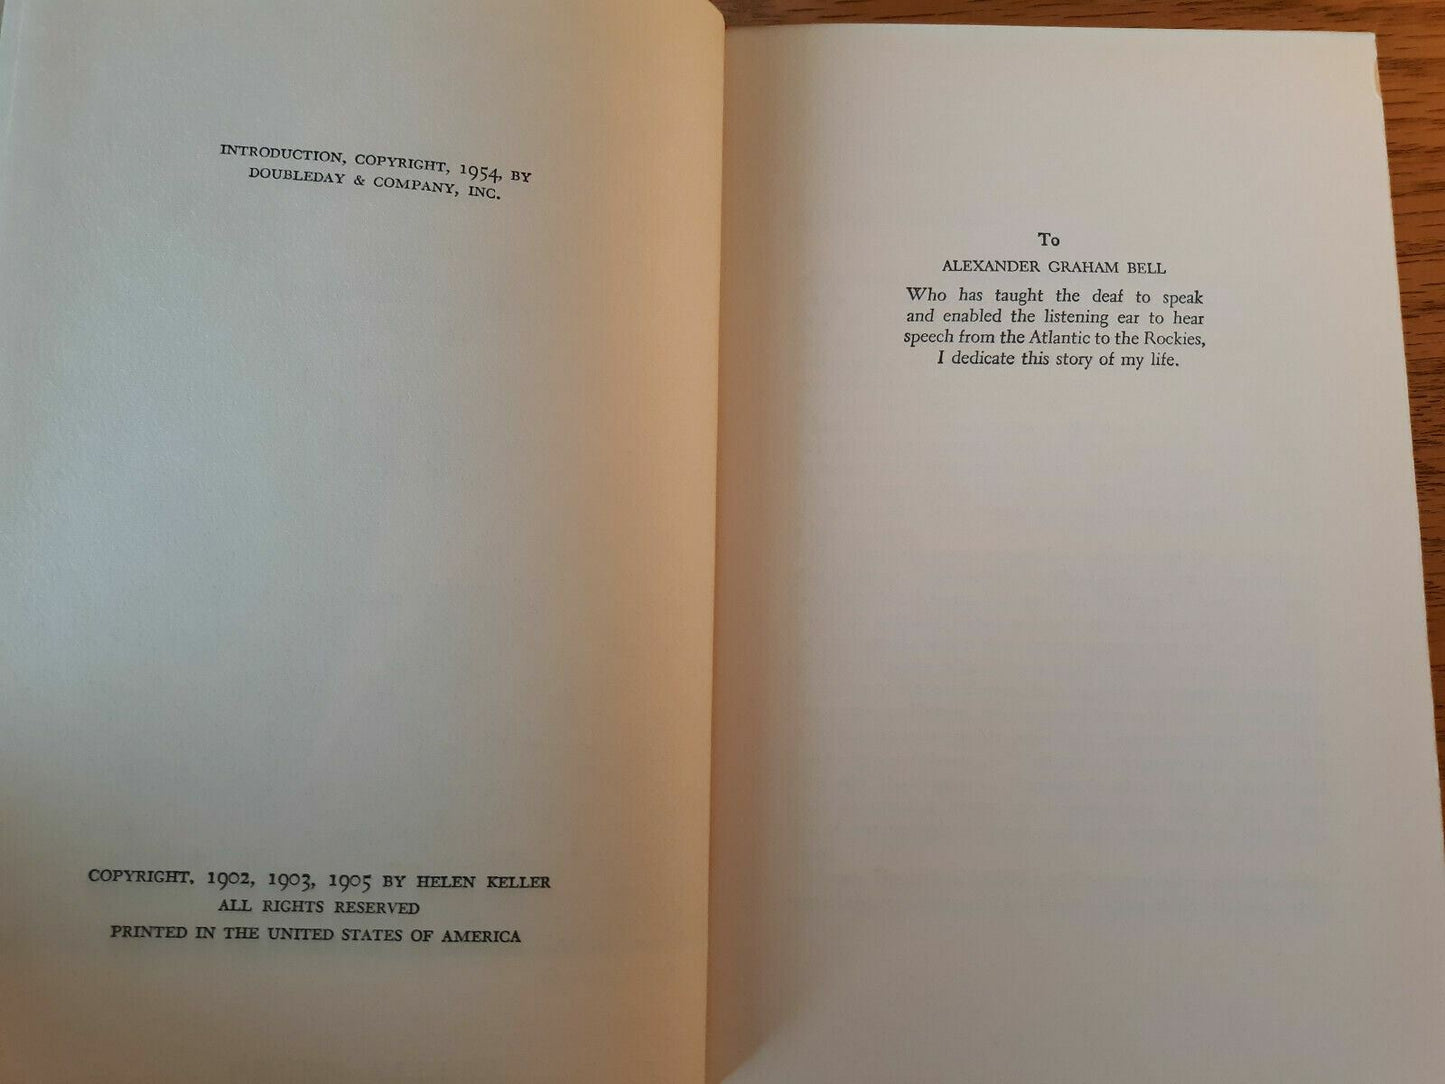 INTRODUCTION, COPYRIGHT, 1954, BY
DOUBLEDAY & COMPANY, INC.
COPYRIGHT, 1902, 1903, 1905 BY HELEN KELLER
ALL RIGHTS RESERVED
PRINTED IN THE UNITED STATES OF AMERICA
To
ALEXANDER GRAHAM BELL
Who has taught the deaf to speak
and enabled the listening ear to hear
speech from the Atlantic to the Rockies,
I dedicate this story of my life.